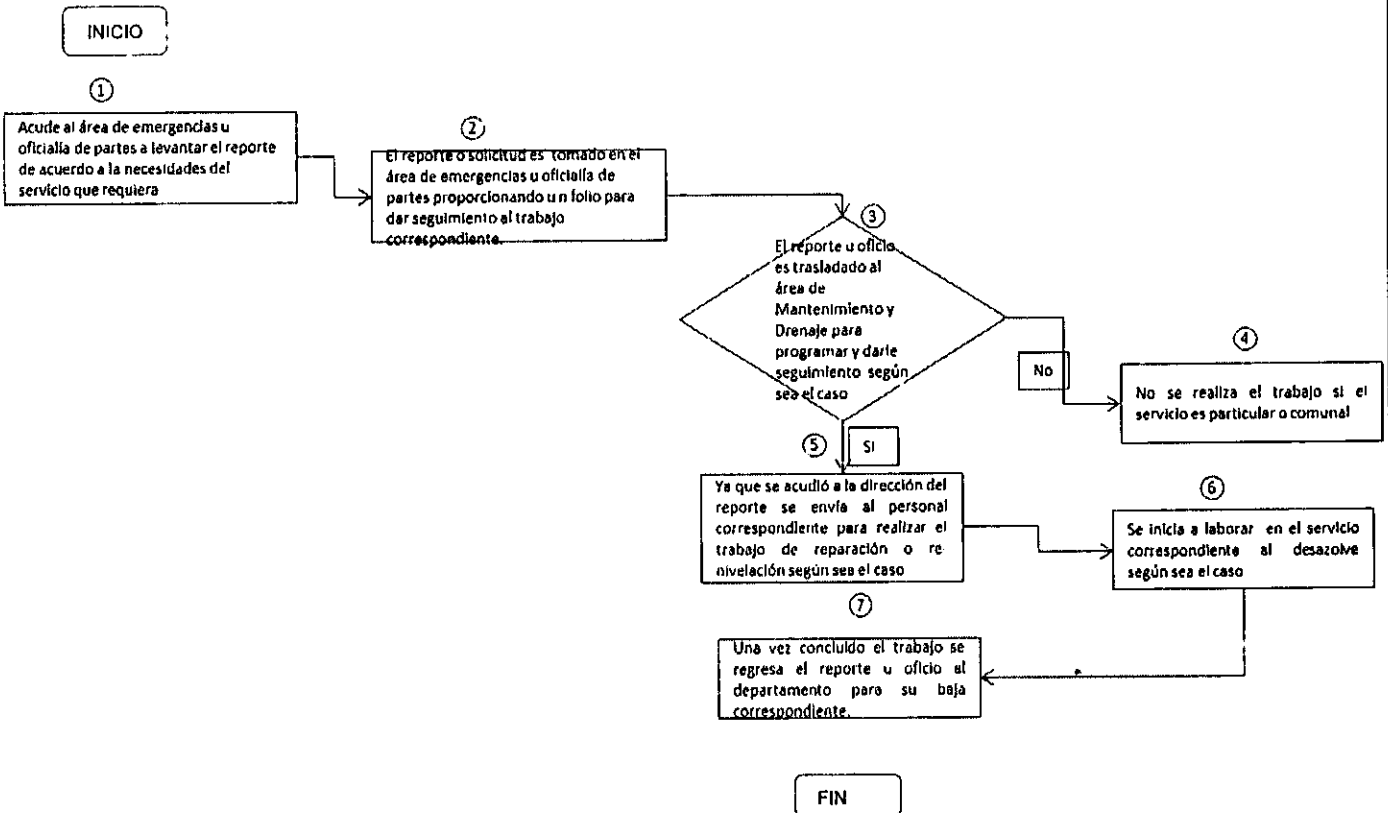 INICIO
①
Acude al área de emergencias u
oficialía de partes a levantar el reporte
de acuerdo a la necesidades del
servicio que requiera
②
El reporte o solicitud es tomado en el
área de emergencias u oficialía de
partes proporcionando un folio para
dar seguimiento al trabajo
correspondiente.
③
El reporte u oficio
es trasladado al
área de
Mantenimiento y
Drenaje para
programar y darle
seguimiento según
sea el caso
No
④
No se realiza el trabajo si el
servicio es particular o comunal
⑤
SI
Ya que se acudió a la dirección del
reporte se envía al personal
correspondiente para realizar el
trabajo de reparación o re
nivelación según sea el caso
⑥
Se inicia a laborar en el servicio
correspondiente al desazolve
según sea el caso
⑦
Una vez concluido el trabajo se
regresa el reporte u oficio al
departamento para su baja
correspondiente.
FIN